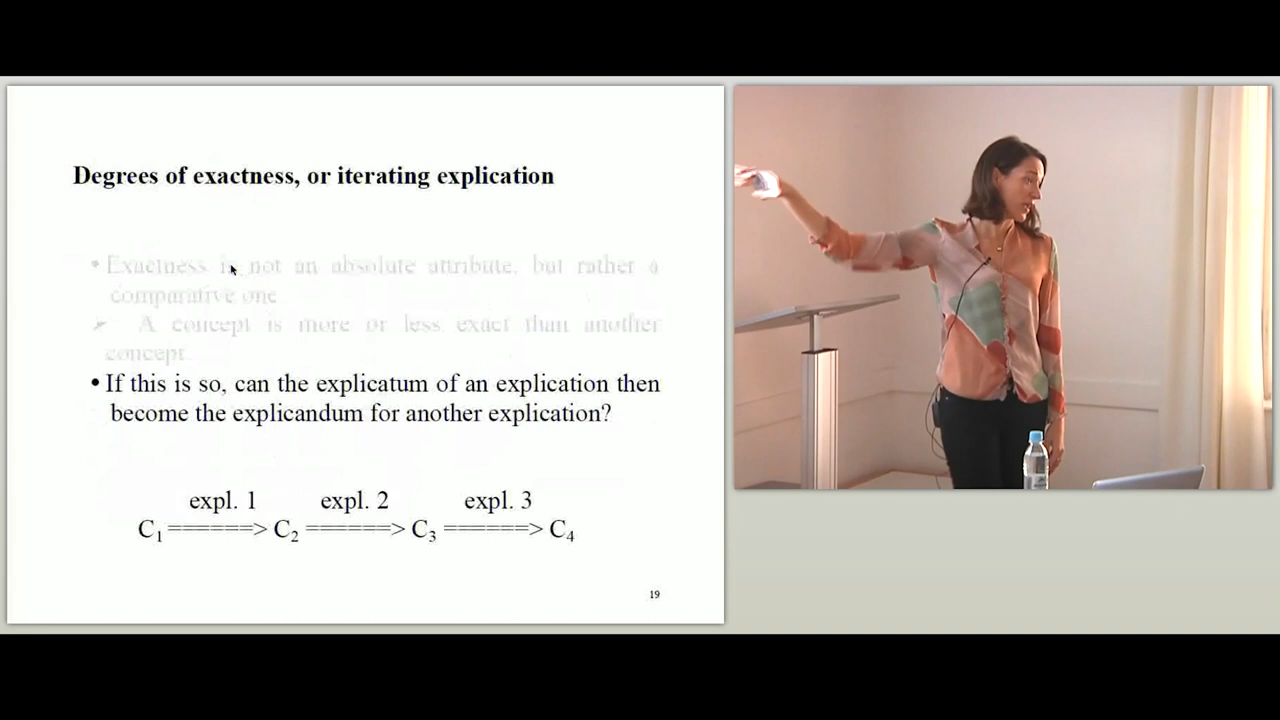 Degrees of exactness, or iterating explication
• Exactness is not an absolute attribute, but rather a
comparative one
➢ A concept is more or less exact than another
concept
• If this is so, can the explicatum of an explication then
become the explicandum for another explication?
expl. 1 expl. 2 expl. 3
C₁ ======> C₂ ======> C₃ ======> C₄
19